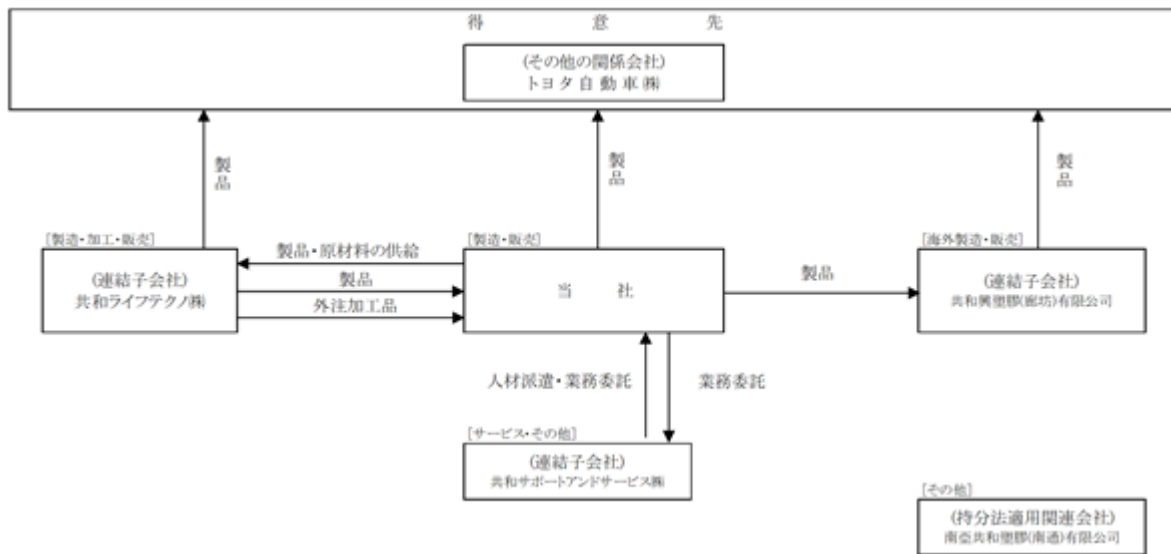 得意先
(その他の関係会社)
トヨタ自動車㈱
製品
製品
製品
[製造・加工・販売]
(連結子会社)
共和ライフテクノ㈱
製品・原材料の供給
製品
外注加工品
[製造・販売]
当社
製品
[海外製造・販売]
(連結子会社)
共和興塑膠(廊坊)有限公司
人材派遣・業務委託
業務委託
[サービス・その他]
(連結子会社)
共和サポートアンドサービス㈱
[その他]
(持分法適用関連会社)
南亞共和塑膠(南通)有限公司